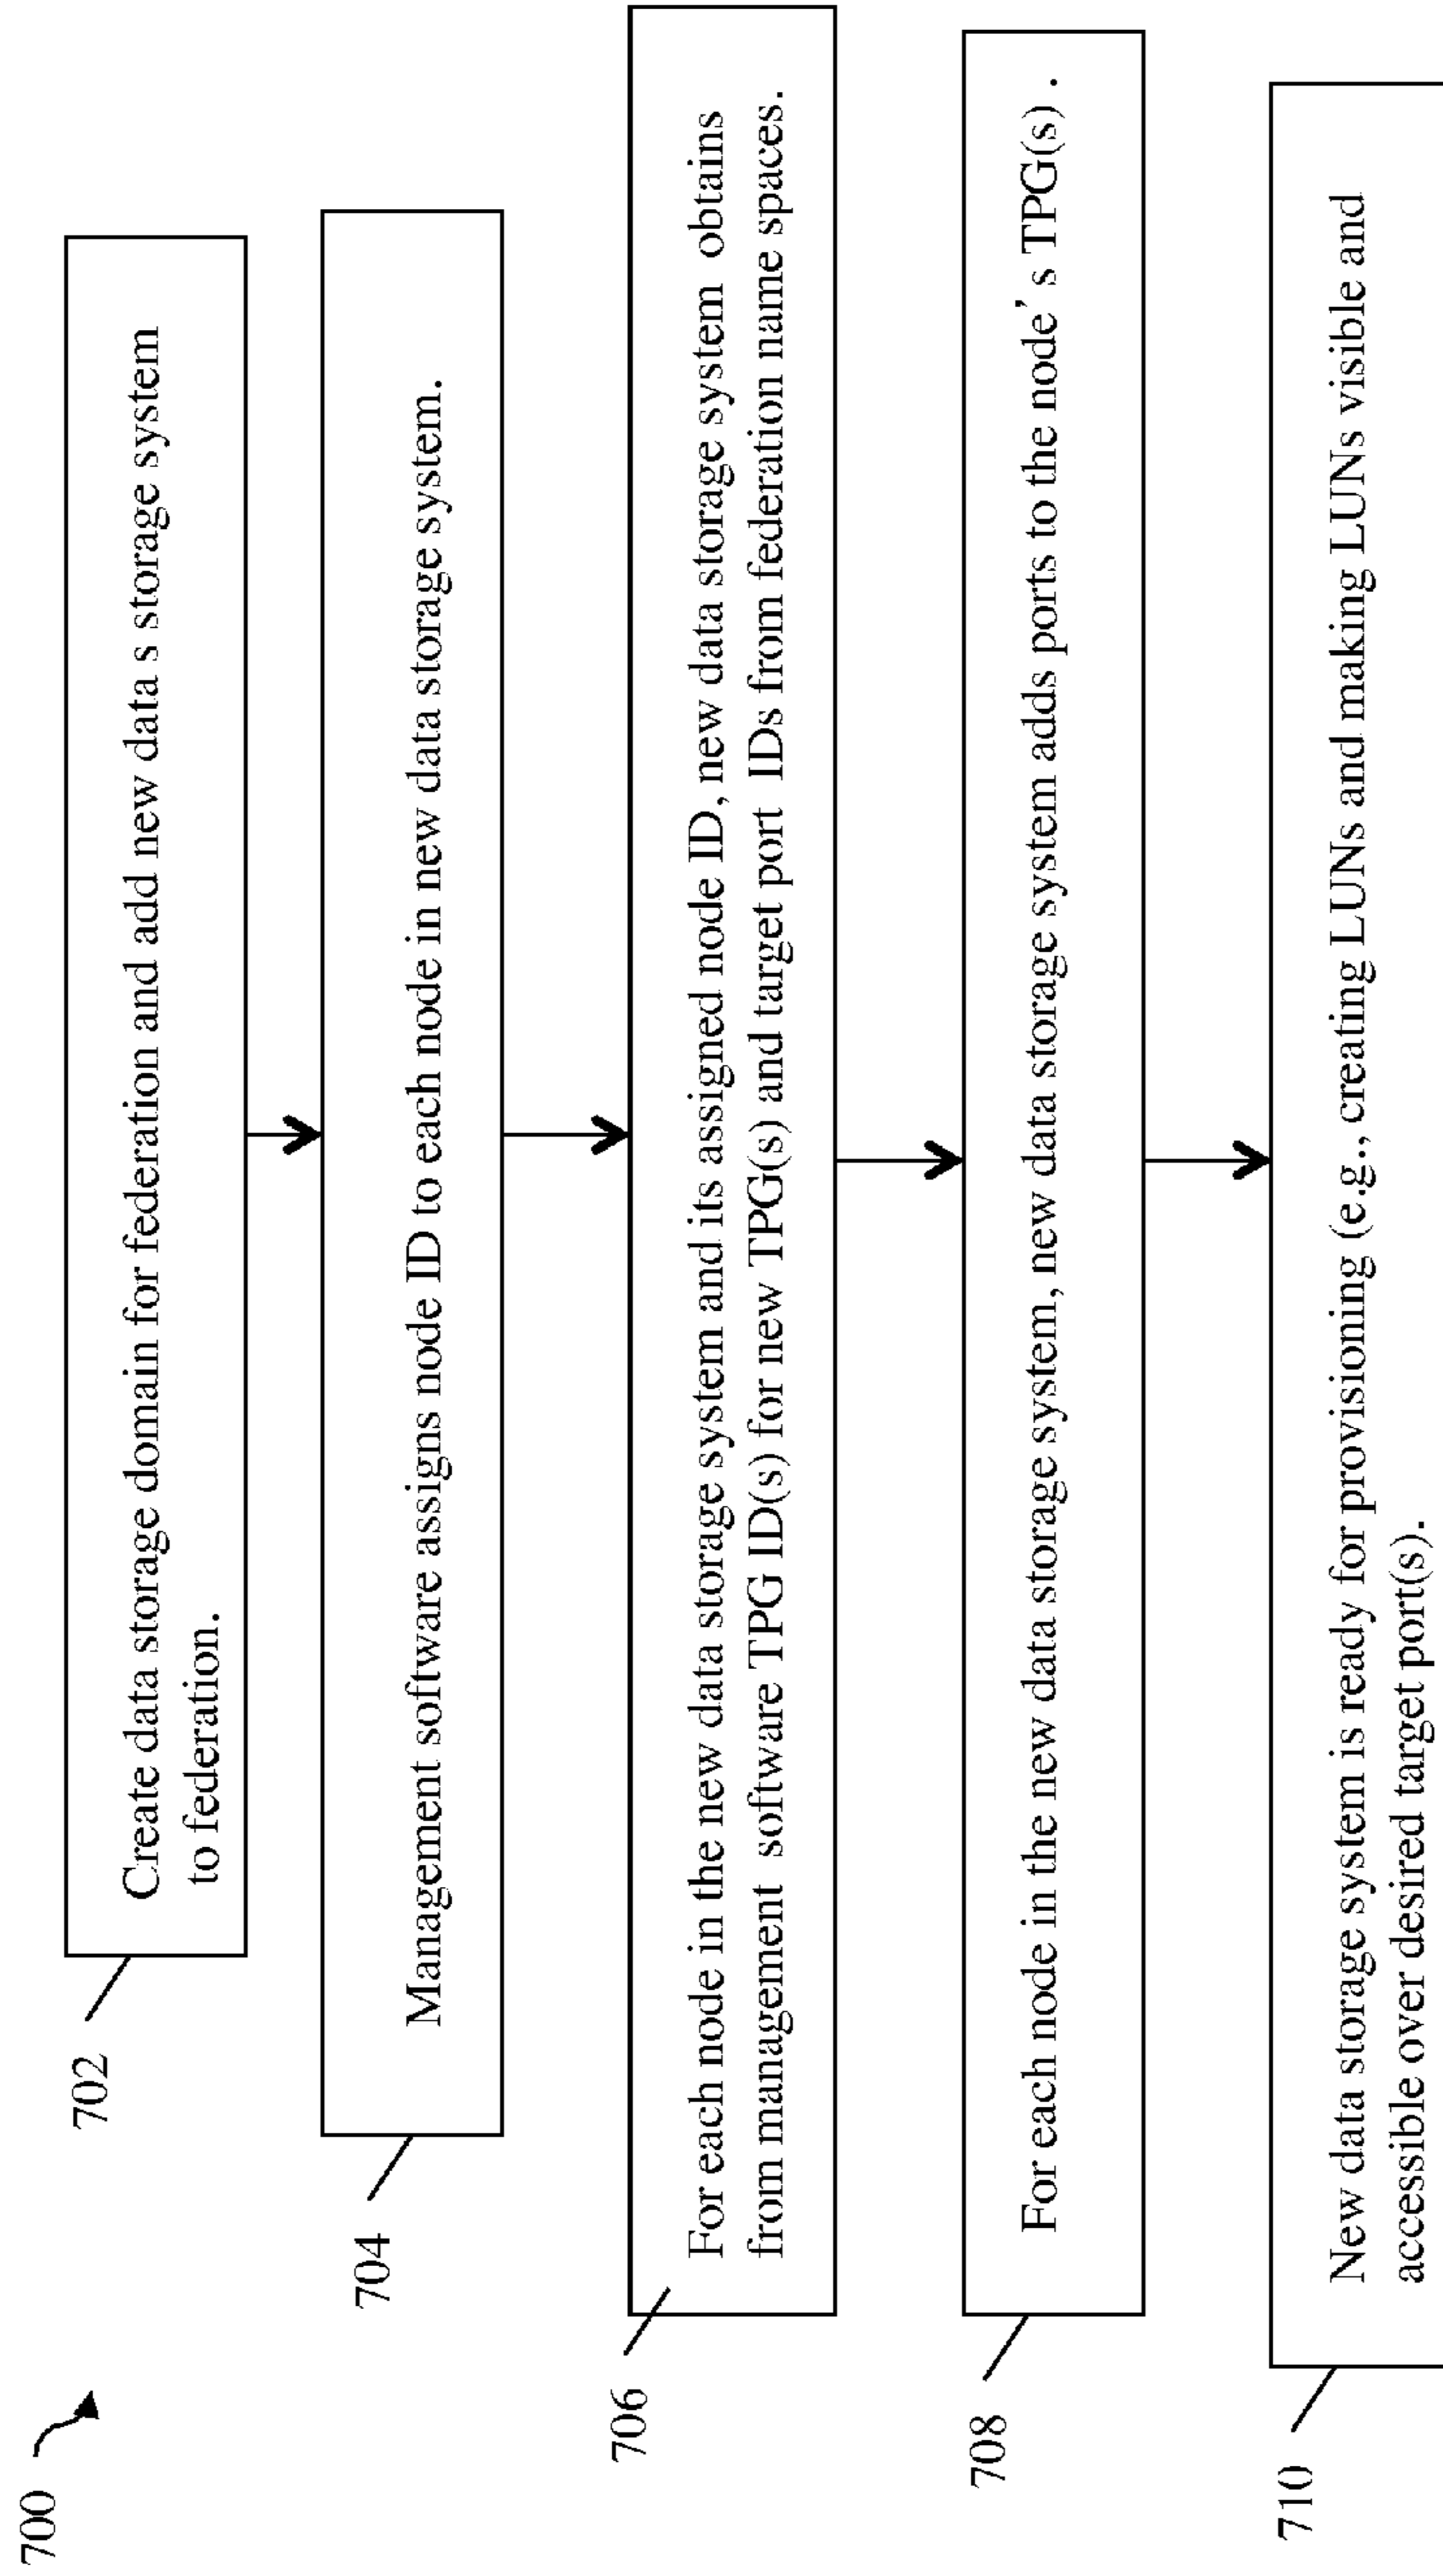 700
702
Create data storage domain for federation and add new data s storage system
to federation.
704
Management software assigns node ID to each node in new data storage system.
706
For each node in the new data storage system and its assigned node ID, new data storage system obtains
from management software TPG ID(s) for new TPG(s) and target port IDs from federation name spaces.
708
For each node in the new data storage system, new data storage system adds ports to the node's TPG(s) .
710
New data storage system is ready for provisioning (e.g., creating LUNs and making LUNs visible and
accessible over desired target port(s).